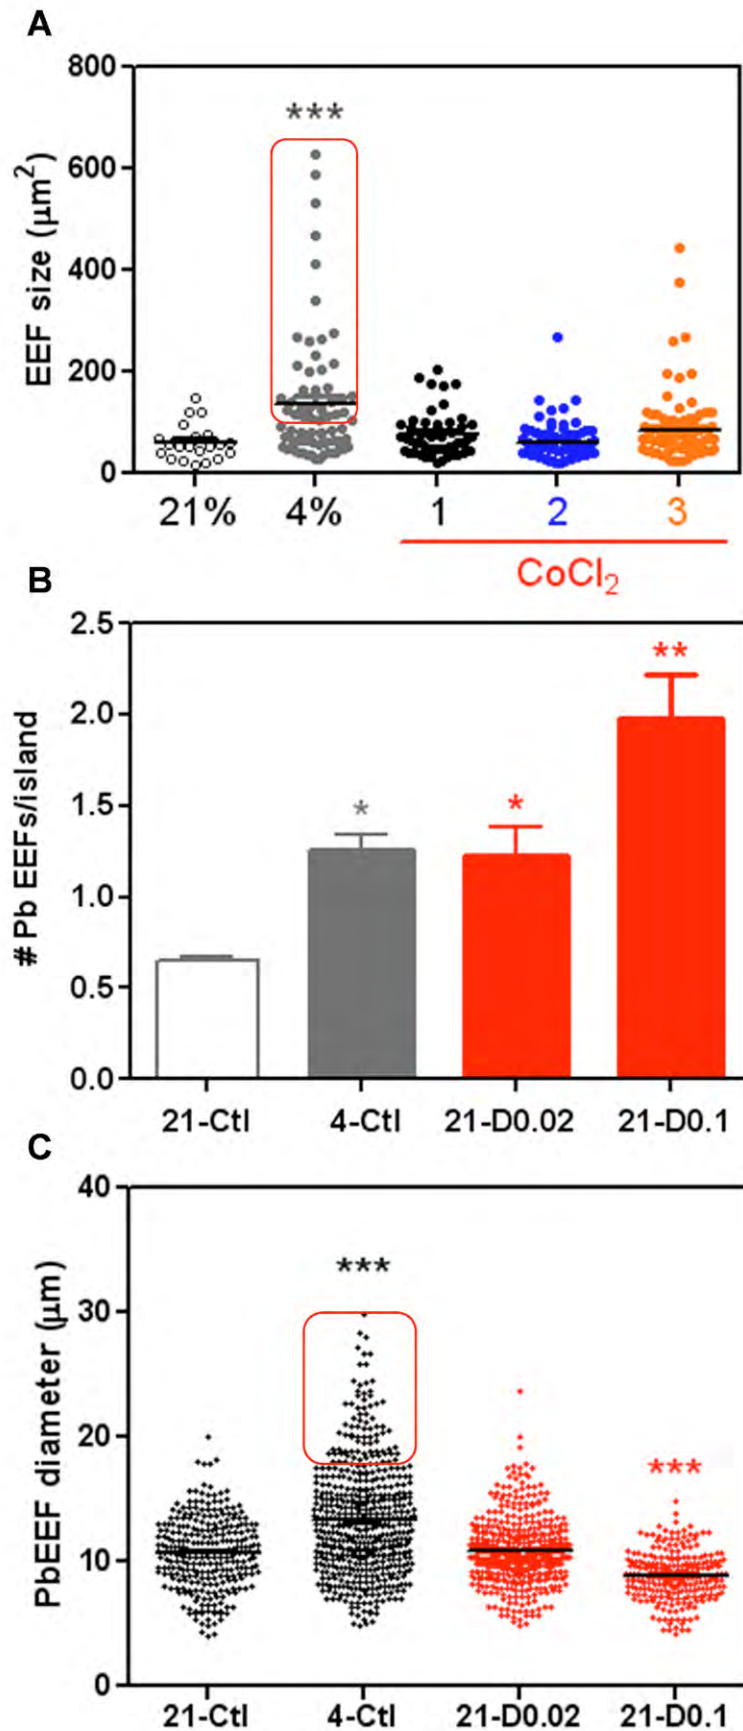 A
800
600
400
200
0
EEF size (μm²)
***
21% 4% 1 2 3
CoCl₂
B
2.5
2.0
1.5
1.0
0.5
0.0
# Pb EEFs/island
* * **
21-Ctl 4-Ctl 21-D0.02 21-D0.1
C
40
30
20
10
0
PbEEF diameter (μm)
*** ***
21-Ctl 4-Ctl 21-D0.02 21-D0.1